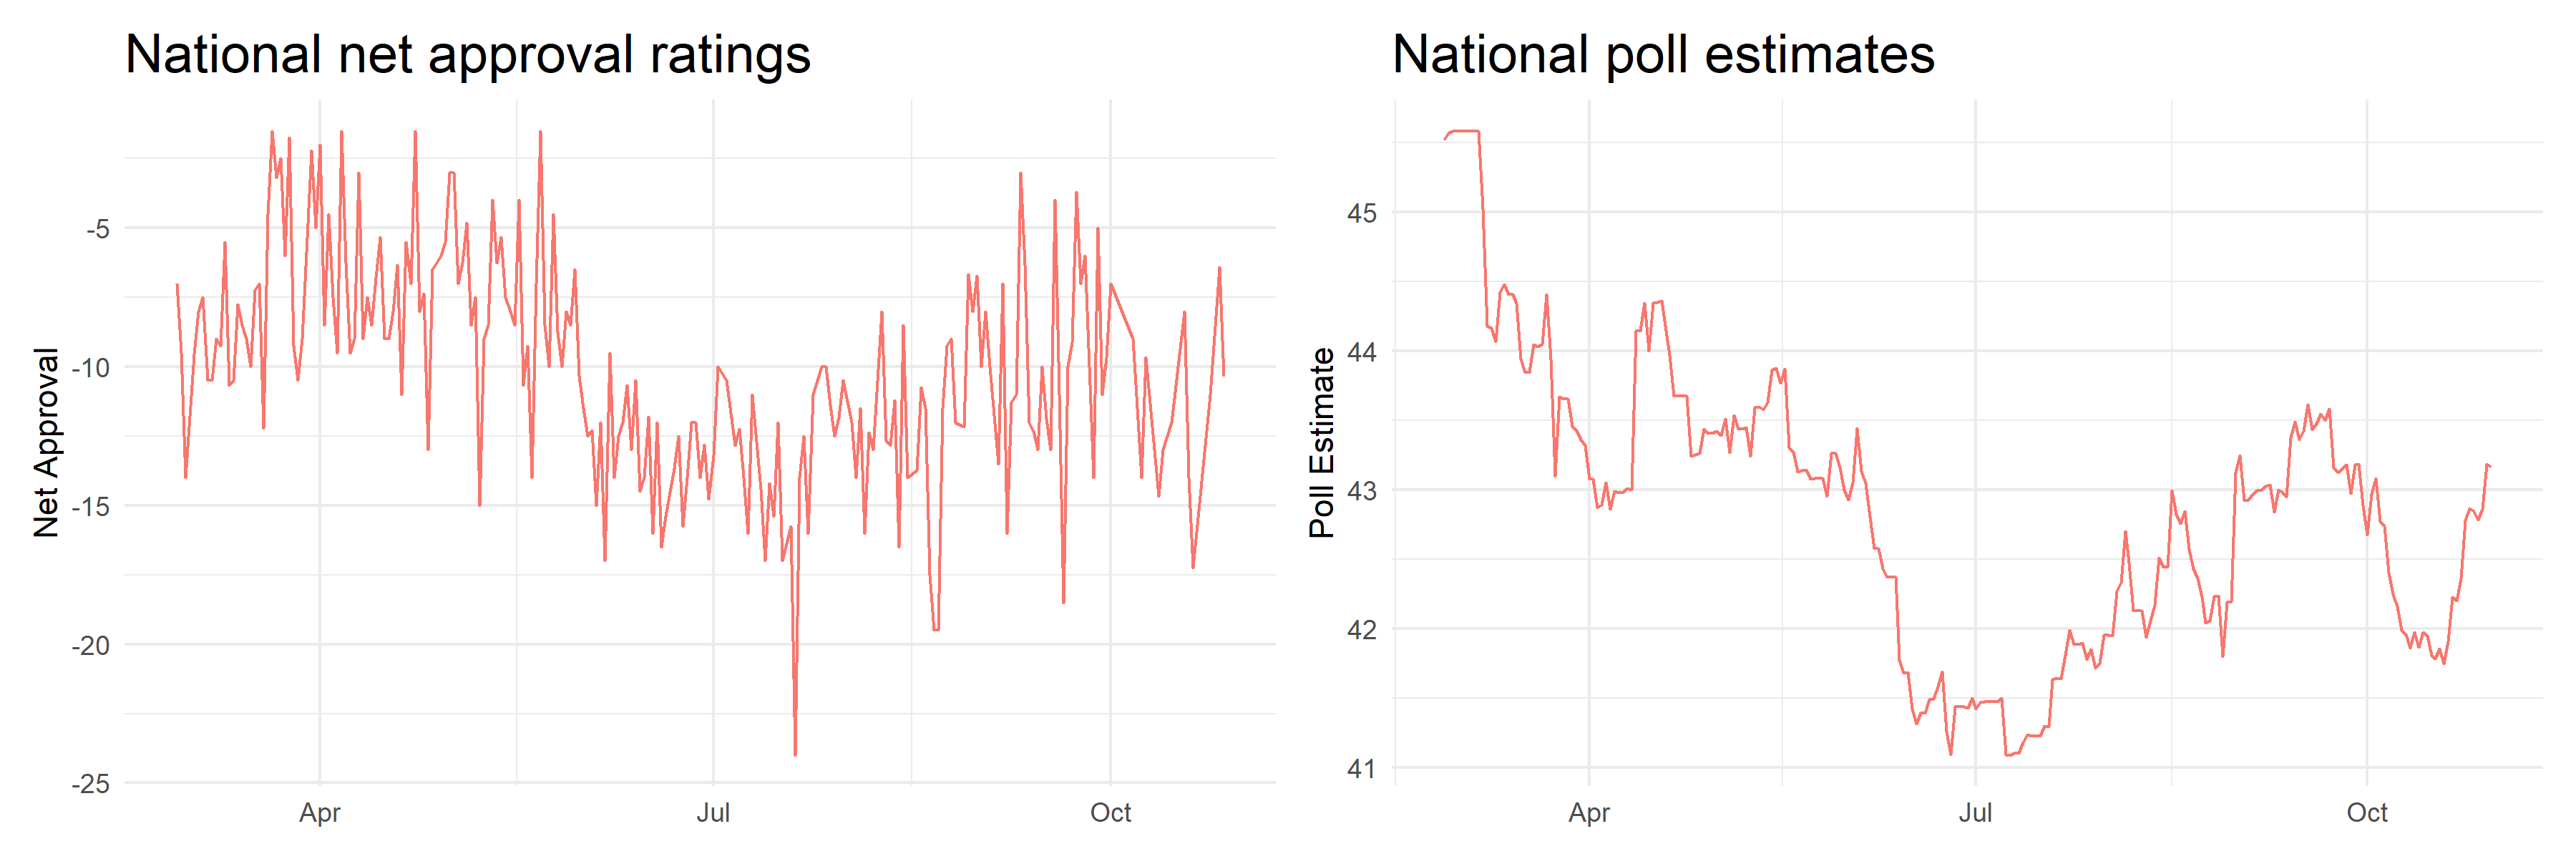 National net approval ratings
Net Approval
-5
-10
-15
-20
-25
Apr
Jul
Oct
National poll estimates
Poll Estimate
45
44
43
42
41
Apr
Jul
Oct